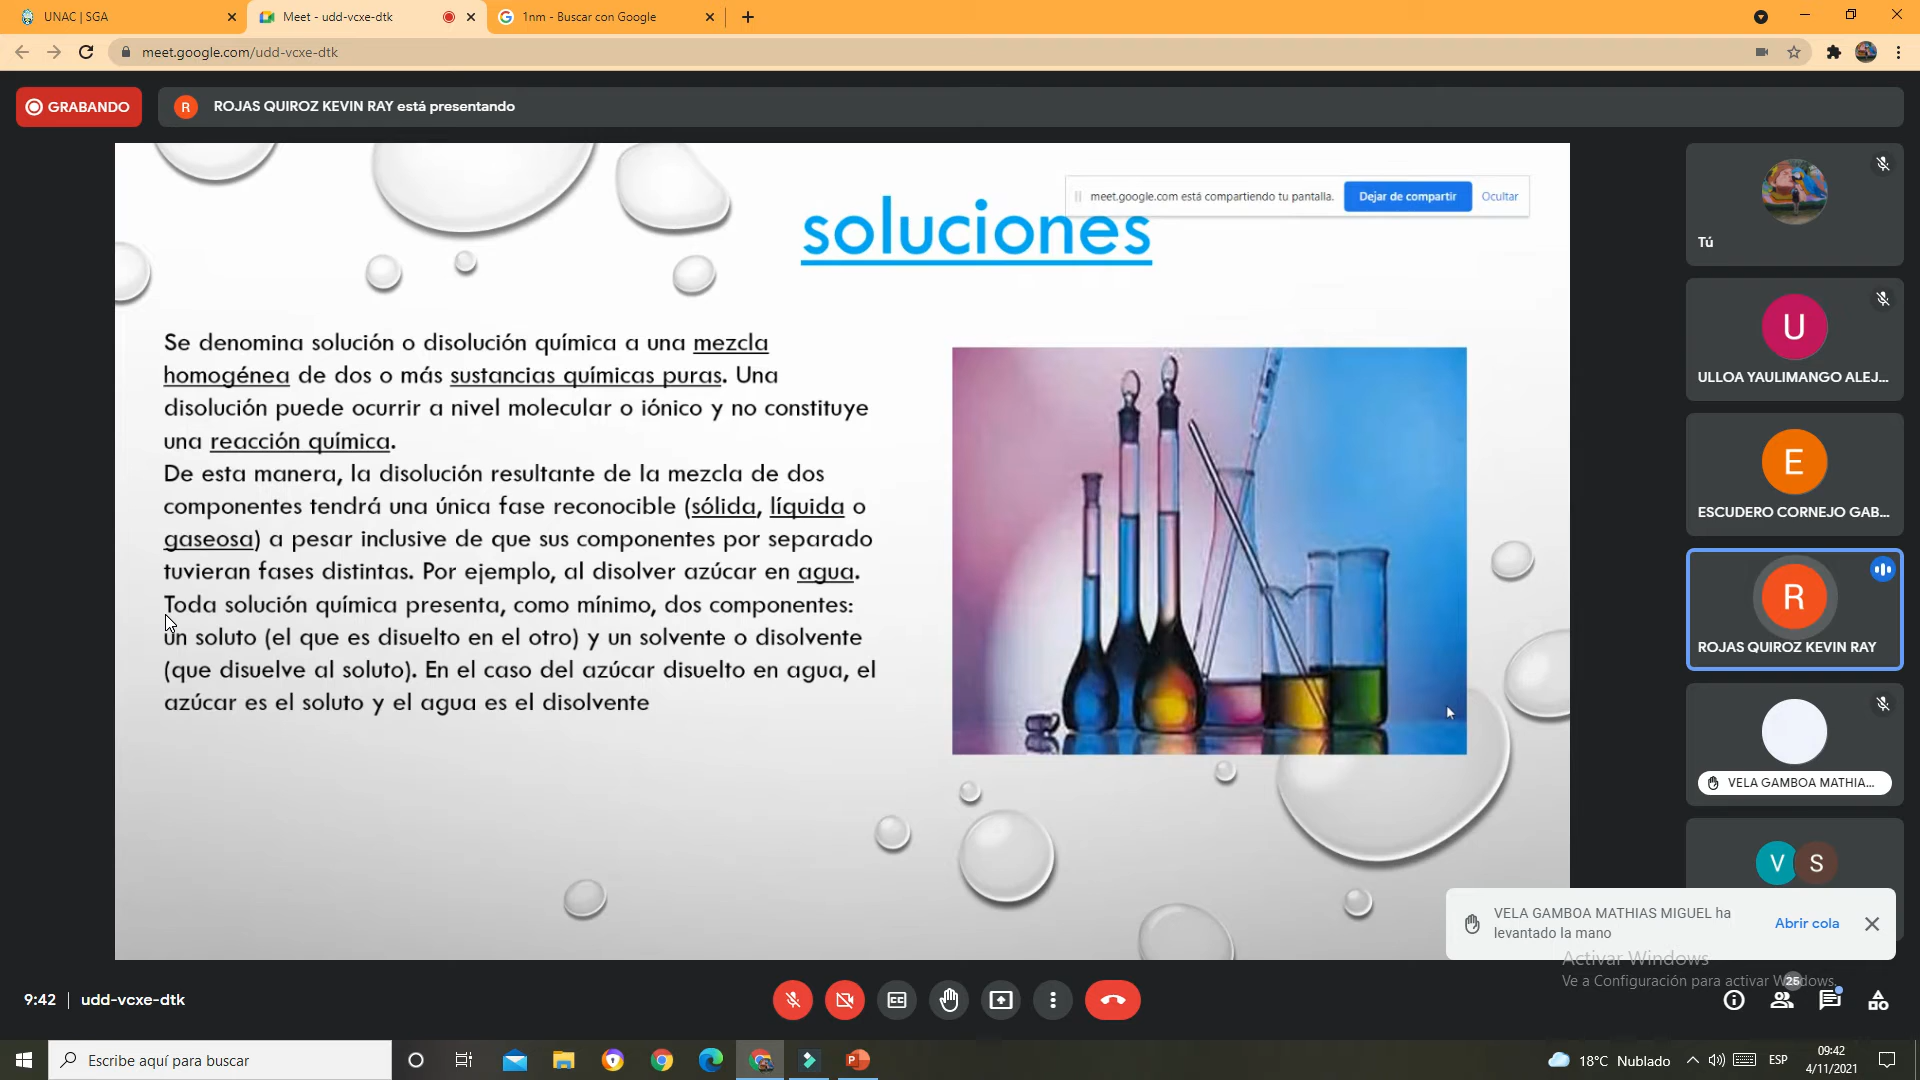 UNAC | SGA
Meet - udd-vcxe-dtk
1nm - Buscar con Google
meet.google.com/udd-vcxe-dtk
GRABANDO
R
ROJAS QUIROZ KEVIN RAY está presentando
meet.google.com está compartiendo tu pantalla.
Dejar de compartir
Ocultar
soluciones
Se denomina solución o disolución química a una mezcla
homogénea de dos o más sustancias químicas puras. Una
disolución puede ocurrir a nivel molecular o iónico y no constituye
una reacción química.
De esta manera, la disolución resultante de la mezcla de dos
componentes tendrá una única fase reconocible (sólida, líquida o
gaseosa) a pesar inclusive de que sus componentes por separado
tuvieran fases distintas. Por ejemplo, al disolver azúcar en agua.
Toda solución química presenta, como mínimo, dos componentes:
un soluto (el que es disuelto en el otro) y un solvente o disolvente
(que disuelve al soluto). En el caso del azúcar disuelto en agua, el
azúcar es el soluto y el agua es el disolvente
Tú
U
ULLOA YAULIMANGO ALEJ...
E
ESCUDERO CORNEJO GAB...
R
ROJAS QUIROZ KEVIN RAY
VELA GAMBOA MATHIA...
V
S
VELA GAMBOA MATHIAS MIGUEL ha
levantado la mano
Abrir cola
Activar Windows
Ve a Configuración para activar Windows.
25
9:42
udd-vcxe-dtk
Escribe aquí para buscar
18°C Nublado
ESP
09:42
4/11/2021